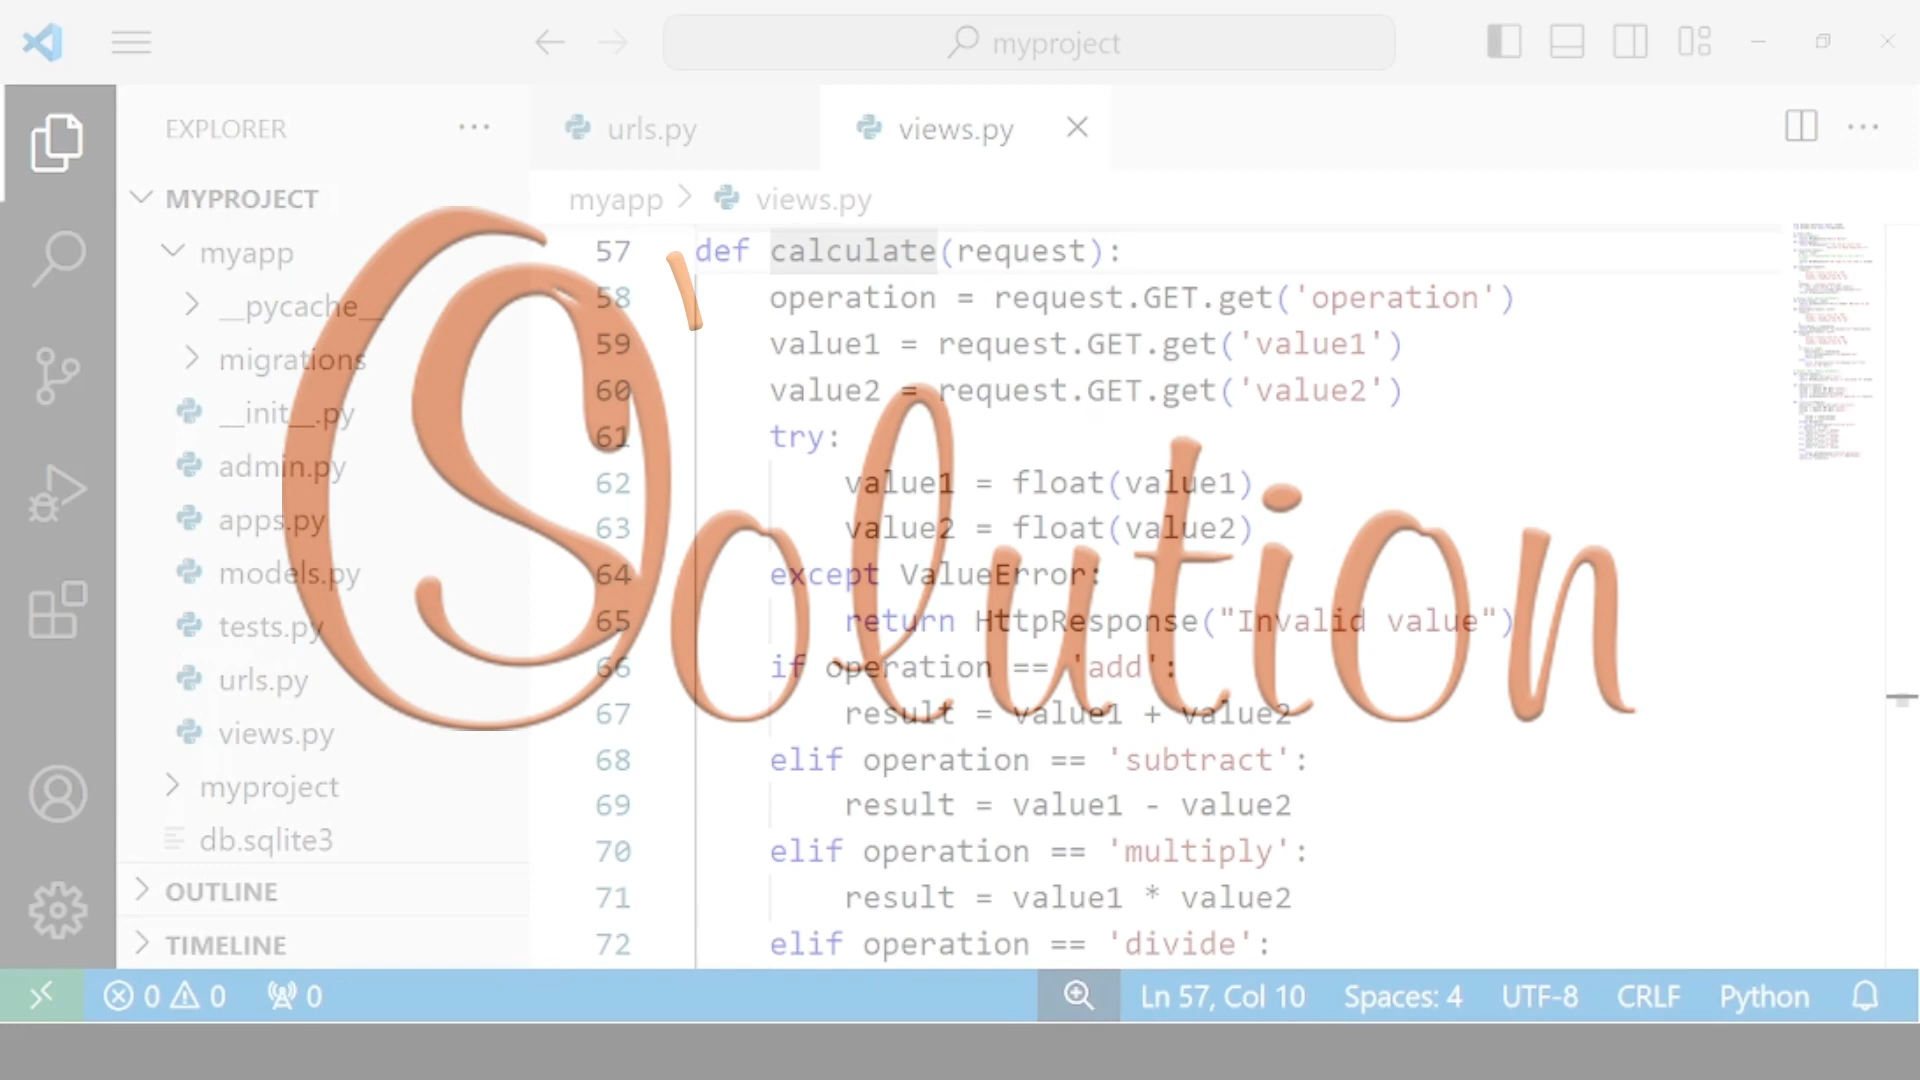 myproject
EXPLORER
urls.py
views.py
MYPROJECT
myapp
__pycache__
migrations
__init__.py
admin.py
apps.py
models.py
tests.py
urls.py
views.py
myproject
db.sqlite3
OUTLINE
TIMELINE
myapp > views.py
57 def calculate(request):
58 operation = request.GET.get('operation')
59 value1 = request.GET.get('value1')
60 value2 = request.GET.get('value2')
61 try:
62 value1 = float(value1)
63 value2 = float(value2)
64 except ValueError:
65 return HttpResponse("Invalid value")
66 if operation == 'add':
67 result = value1 + value2
68 elif operation == 'subtract':
69 result = value1 - value2
70 elif operation == 'multiply':
71 result = value1 * value2
72 elif operation == 'divide':
Solution
0 0 0 Ln 57, Col 10 Spaces: 4 UTF-8 CRLF Python